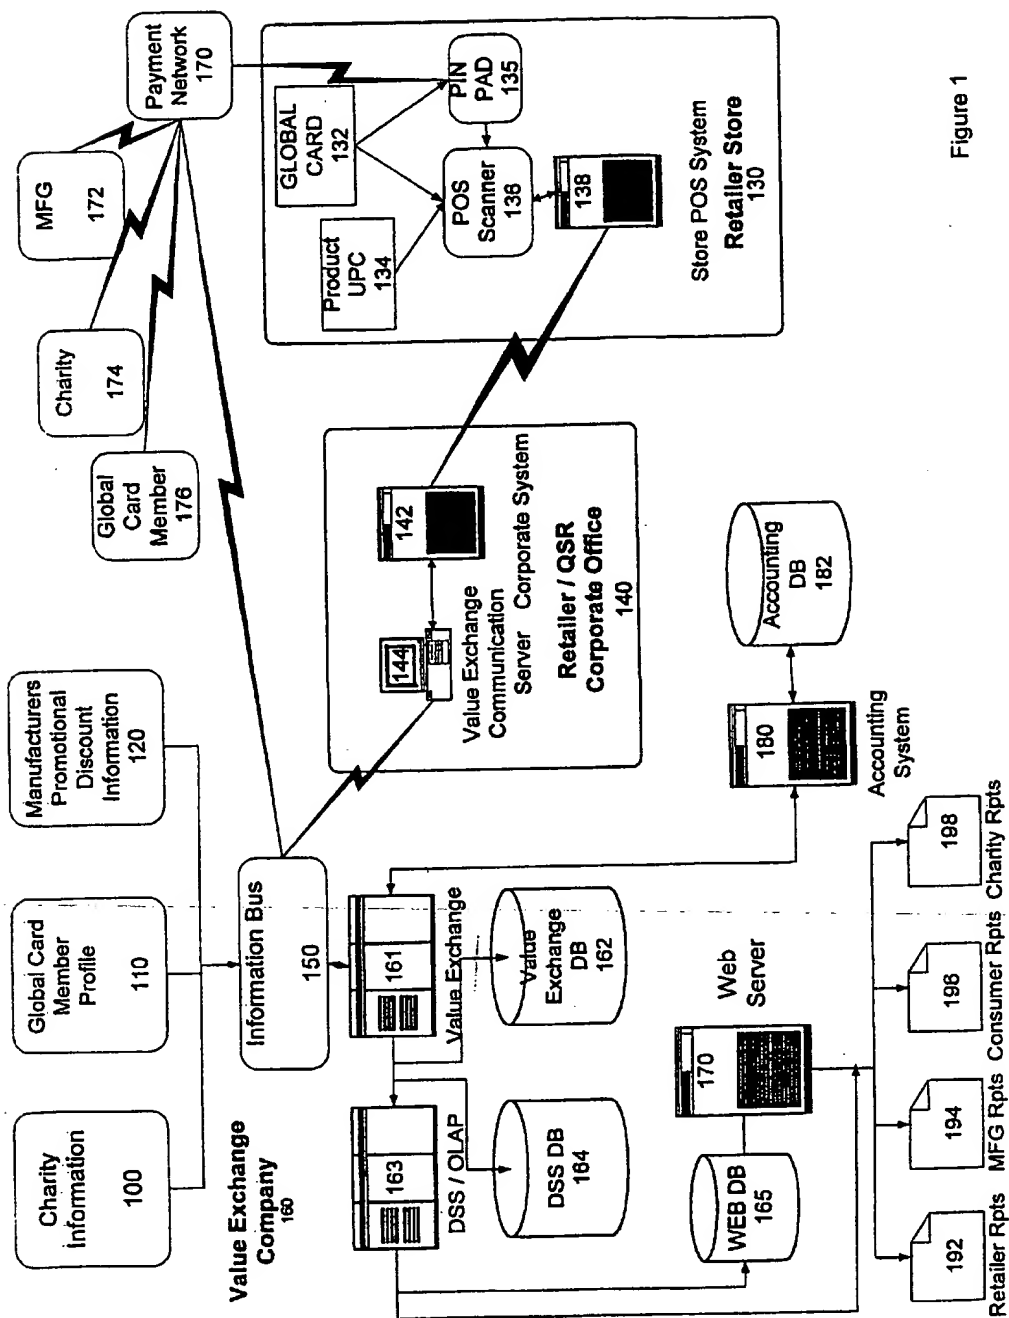 Charity
Information
100
Global Card
Member
Profile
110
Manufacturers
Promotional
Discount
Information
120
MFG
172
Payment
Network
170
Charity
174
Global
Card
Member
176
Value Exchange
Company
160
Information Bus
150
GLOBAL
CARD
132
PIN
PAD
135
Product
UPC
134
POS
Scanner
136
138
Store POS System
Retailer Store
130
144
142
Value Exchange
Communication
Server Corporate System
Retailer / QSR
Corporate Office
140
161
Value Exchange
163
DSS / OLAP
Value
Exchange
DB
162
DSS DB
164
Accounting
DB
182
180
Accounting
System
WEB DB
165
170
Web
Server
192
Retailer Rpts
194
MFG Rpts
196
Consumer Rpts
198
Charity Rpts
Figure 1